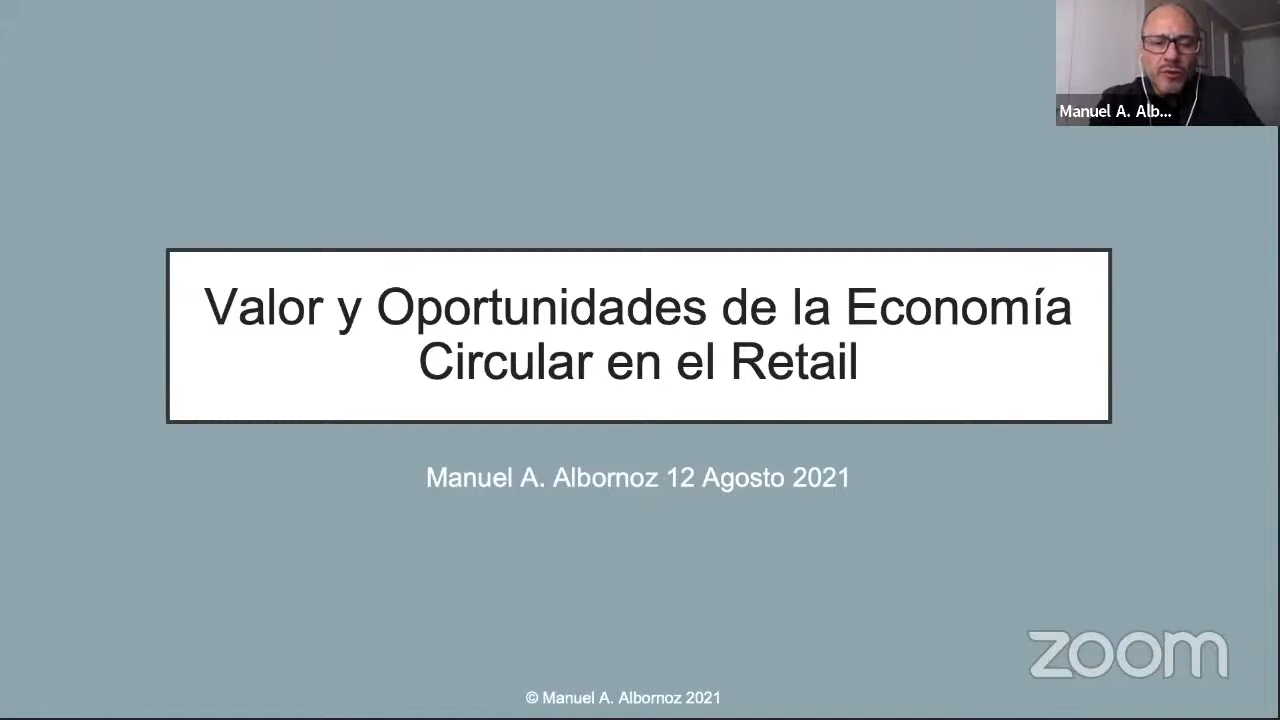 Manuel A. Alb...
Valor y Oportunidades de la Economía
Circular en el Retail
Manuel A. Albornoz 12 Agosto 2021
zoom
© Manuel A. Albornoz 2021